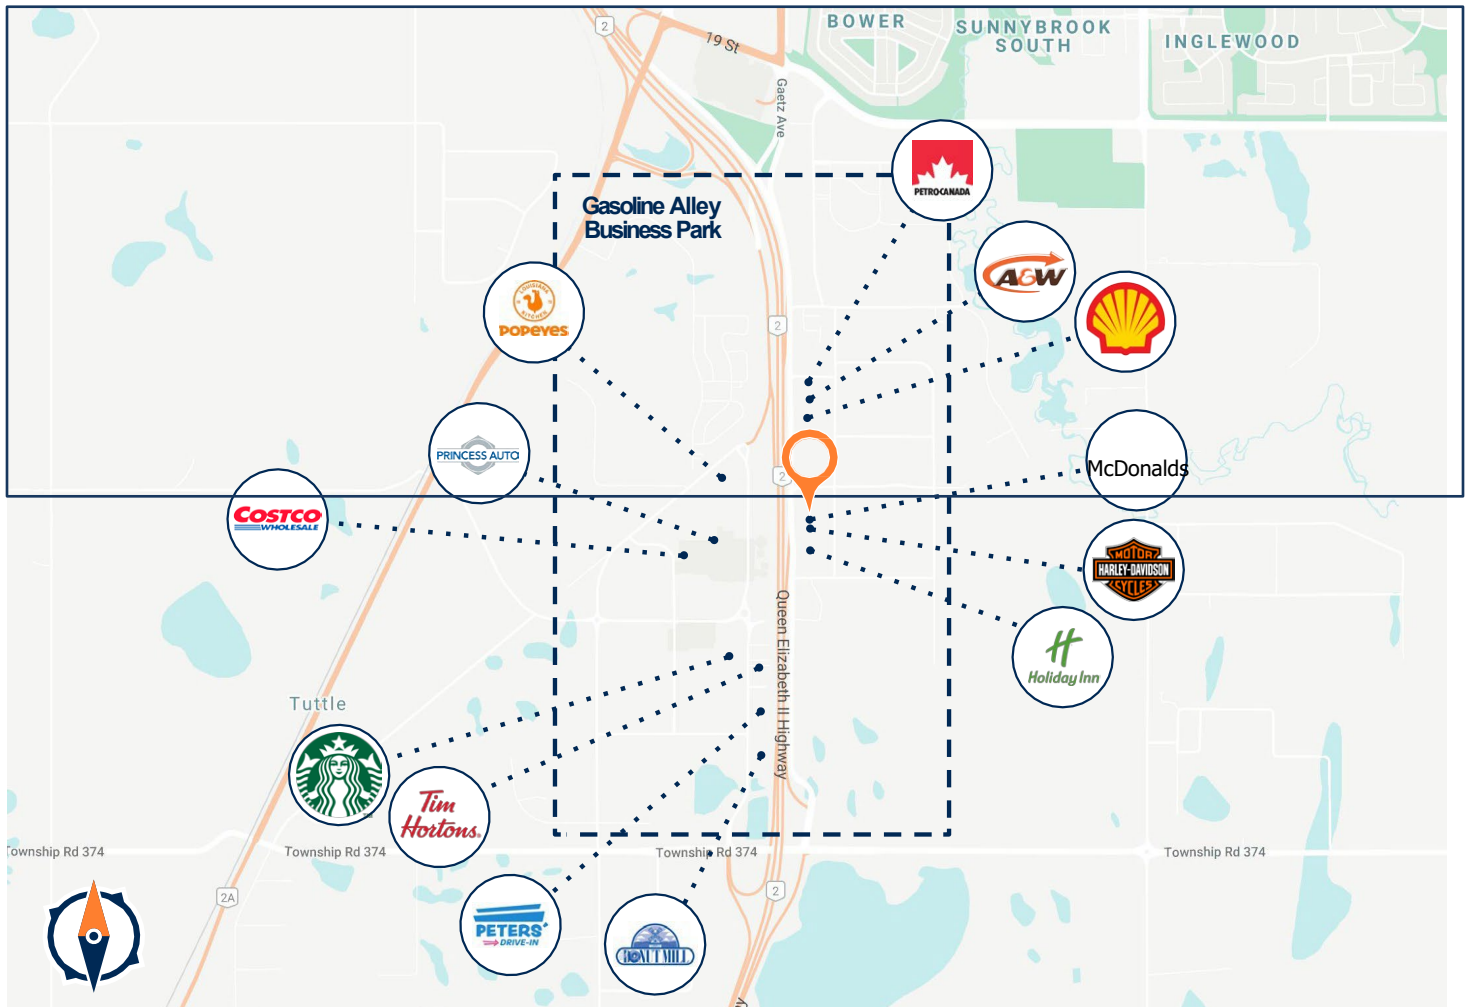 2
19 St
BOWER
SUNNYBROOK
SOUTH
INGLEWOOD
Gaetz Ave
PETRO-CANADA
Gasoline Alley
Business Park
A&W
LOUISIANA
KITCHEN
POPEYES
2
PRINCESS AUTO
McDonalds
2
COSTCO
WHOLESALE
MOTOR
HARLEY-DAVIDSON
CYCLES
Queen Elizabeth II Highway
Holiday Inn
Tuttle
Tim
Hortons.
Township Rd 374
Township Rd 374
Township Rd 374
Township Rd 374
2A
2
PETERS'
DRIVE-IN
DONUT MILL